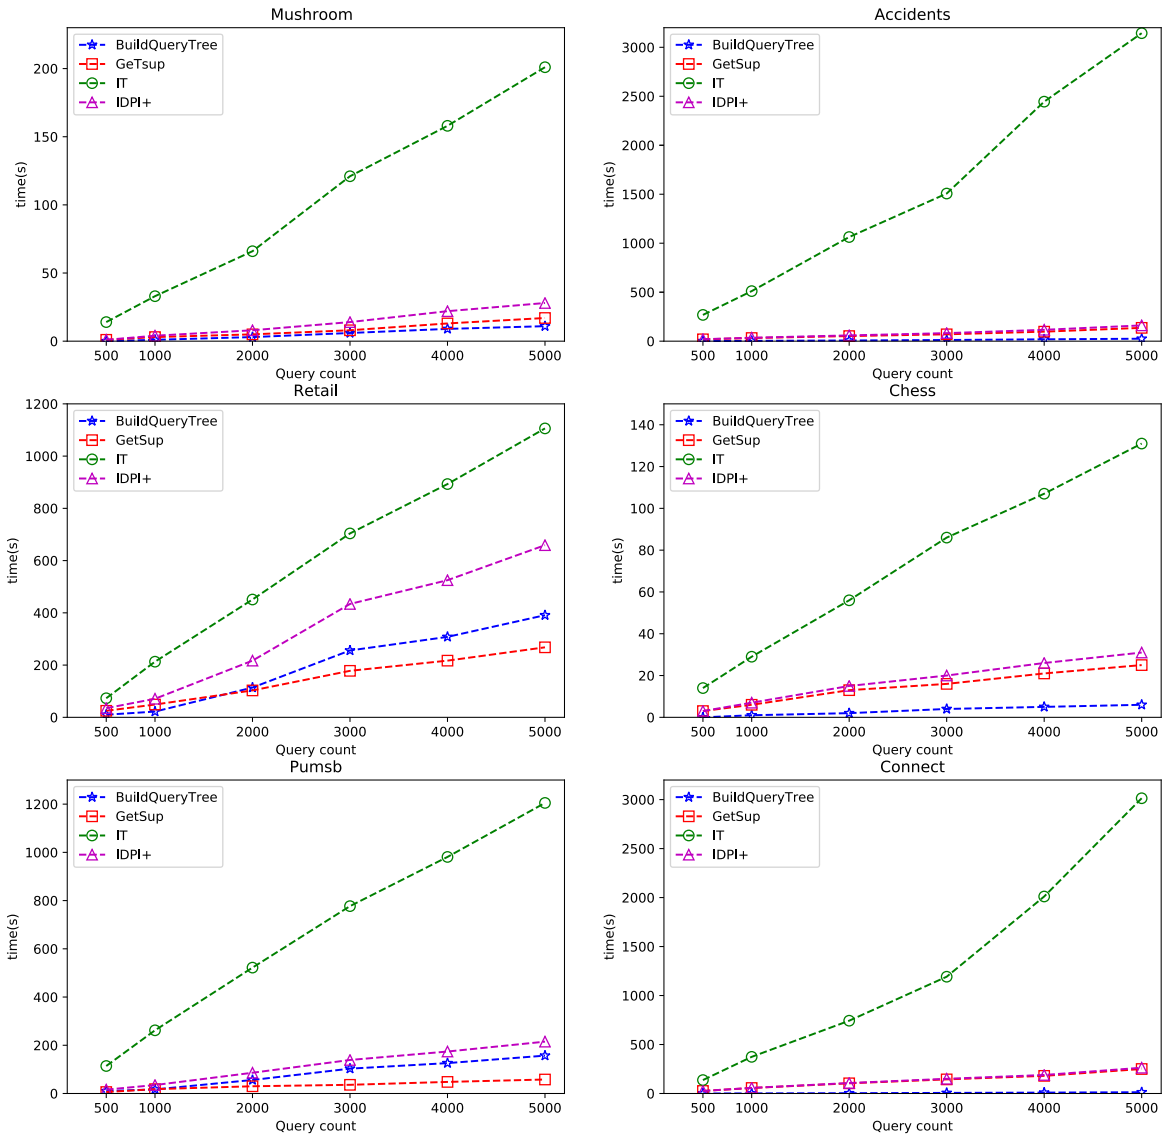 Mushroom
BuildQueryTree
GeTsup
IT
IDPI+
200
150
100
50
0
time(s)
500 1000 2000 3000 4000 5000
Query count
Accidents
BuildQueryTree
GetSup
IT
IDPI+
3000
2500
2000
1500
1000
500
0
time(s)
500 1000 2000 3000 4000 5000
Query count
Retail
BuildQueryTree
GetSup
IT
IDPI+
1200
1000
800
600
400
200
0
time(s)
500 1000 2000 3000 4000 5000
Query count
Chess
BuildQueryTree
GetSup
IT
IDPI+
140
120
100
80
60
40
20
0
time(s)
500 1000 2000 3000 4000 5000
Query count
Pumsb
BuildQueryTree
GetSup
IT
IDPI+
1200
1000
800
600
400
200
0
time(s)
500 1000 2000 3000 4000 5000
Query count
Connect
BuildQueryTree
GetSup
IT
IDPI+
3000
2500
2000
1500
1000
500
0
time(s)
500 1000 2000 3000 4000 5000
Query count